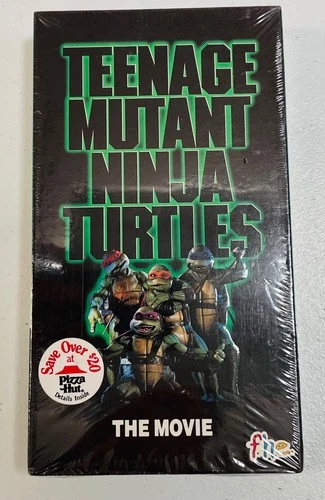 TEENAGE
MUTANT
NINJA
TURTLES
Save Over $20
at
Pizza
Hut.
Details Inside
THE MOVIE
fhe